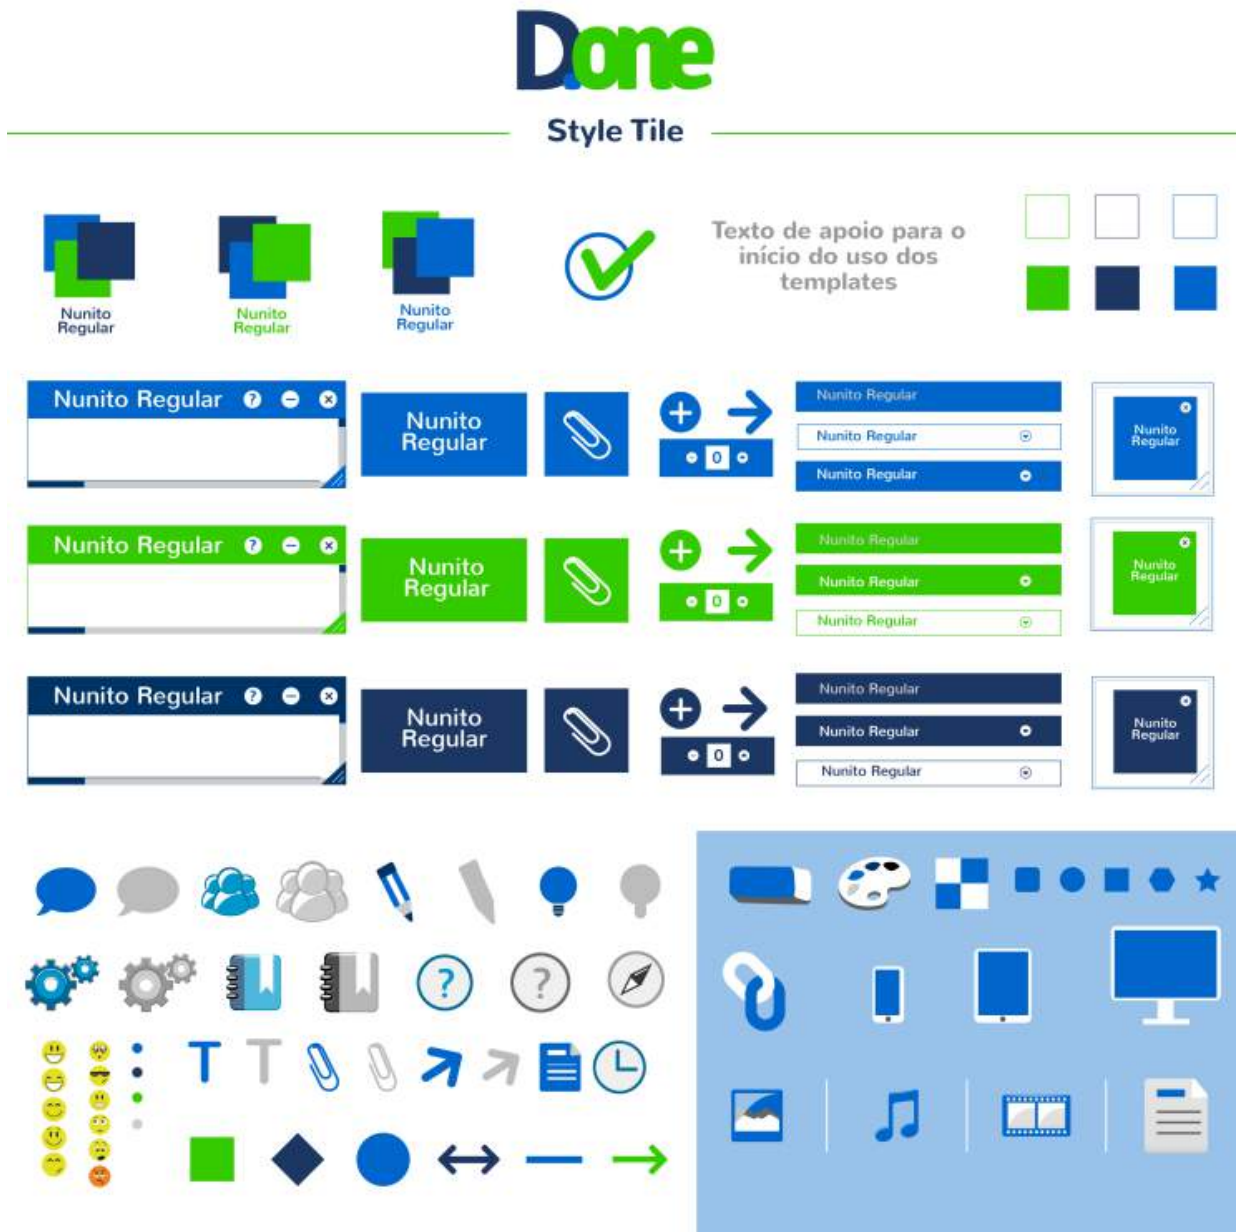 D.one
Style Tile
Nunito
Regular
Nunito
Regular
Nunito
Regular
Texto de apoio para o
início do uso dos
templates
Nunito Regular ? 
Nunito
Regular
0
Nunito Regular
Nunito Regular
Nunito Regular
Nunito
Regular
Nunito Regular ?
Nunito
Regular
0
Nunito Regular
Nunito Regular
Nunito Regular
Nunito
Regular
Nunito Regular ?
Nunito
Regular
0
Nunito Regular
Nunito Regular
Nunito Regular
Nunito
Regular
? ?
T T